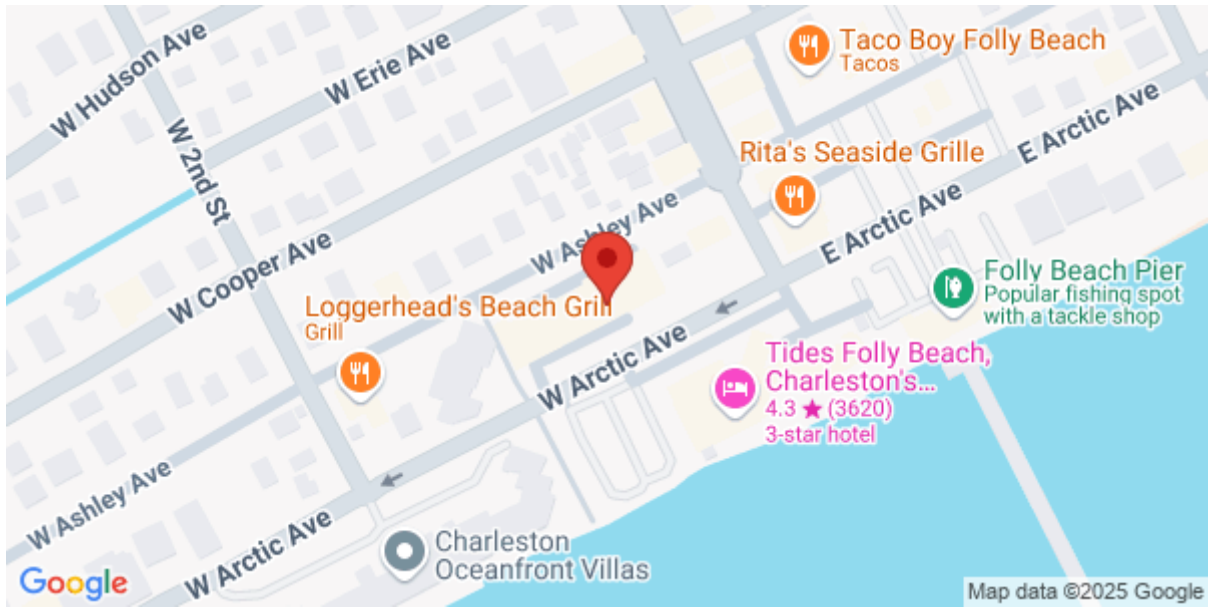 W Hudson Ave
W Erie Ave
Taco Boy Folly Beach
Tacos
E Arctic Ave
Rita's Seaside Grille
W 2nd St
W Ashley Ave
E Arctic Ave
W Cooper Ave
Folly Beach Pier
Popular fishing spot
with a tackle shop
Loggerhead's Beach Grill
Grill
W Arctic Ave
Tides Folly Beach,
Charleston's...
4.3 ★ (3620)
3-star hotel
W Ashley Ave
W Arctic Ave
Charleston
Oceanfront Villas
Google
Map data ©2025 Google